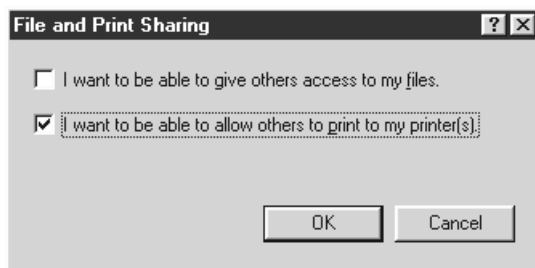 File and Print Sharing
I want to be able to give others access to my files.
I want to be able to allow others to print to my printer(s).
OK Cancel